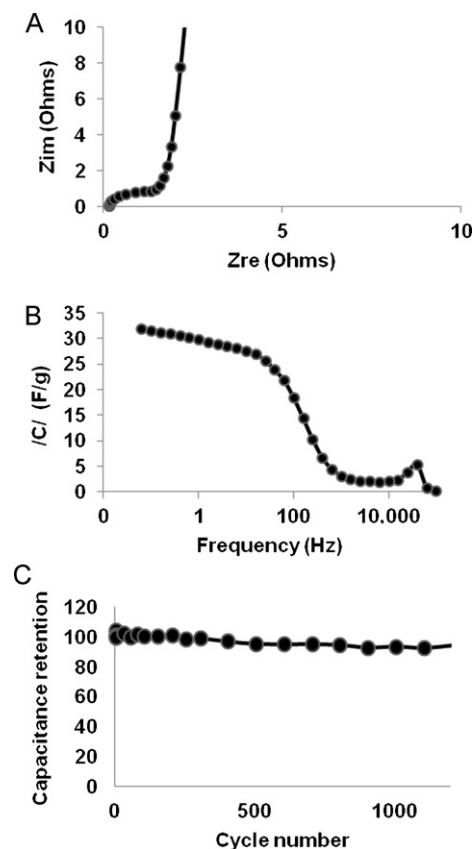 A
10
8
6
4
2
0
Zim (Ohms)
0 5 10
Zre (Ohms)
B
35
30
25
20
15
10
5
0
/C/ (F/g)
0 1 100 10,000
Frequency (Hz)
C
120
100
80
60
40
20
0
Capacitance retention
0 500 1000
Cycle number